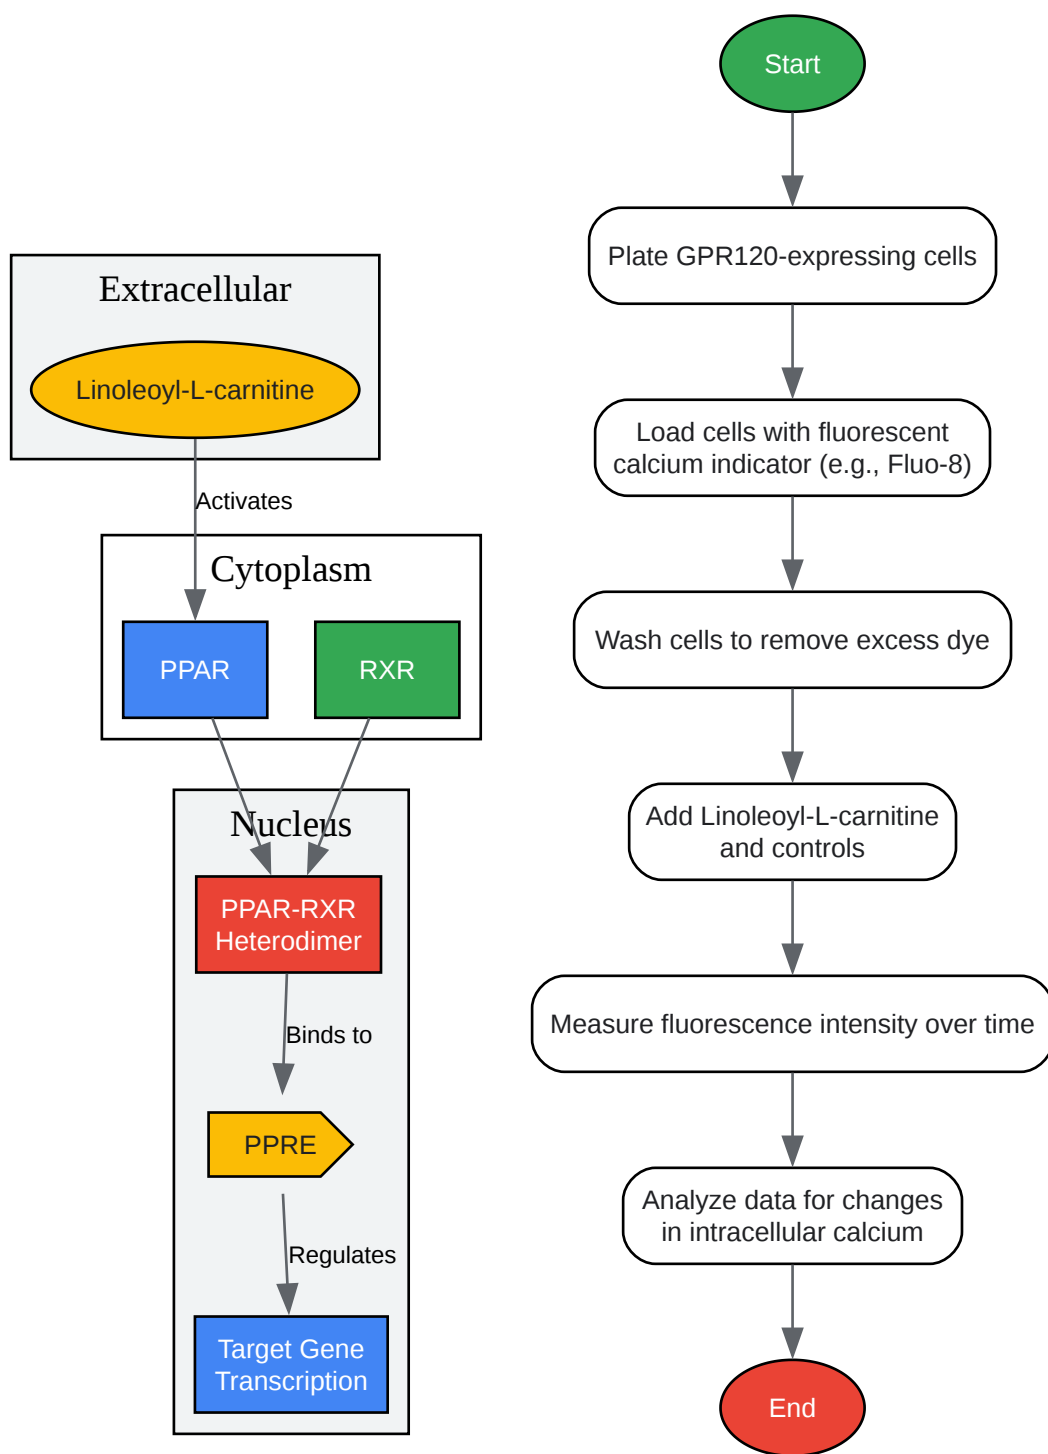 Extracellular
Linoleoyl-L-carnitine
Activates
Cytoplasm
PPAR
RXR
Nucleus
PPAR-RXR
Heterodimer
Binds to
PPRE
Regulates
Target Gene
Transcription
Start
Plate GPR120-expressing cells
Load cells with fluorescent
calcium indicator (e.g., Fluo-8)
Wash cells to remove excess dye
Add Linoleoyl-L-carnitine
and controls
Measure fluorescence intensity over time
Analyze data for changes
in intracellular calcium
End